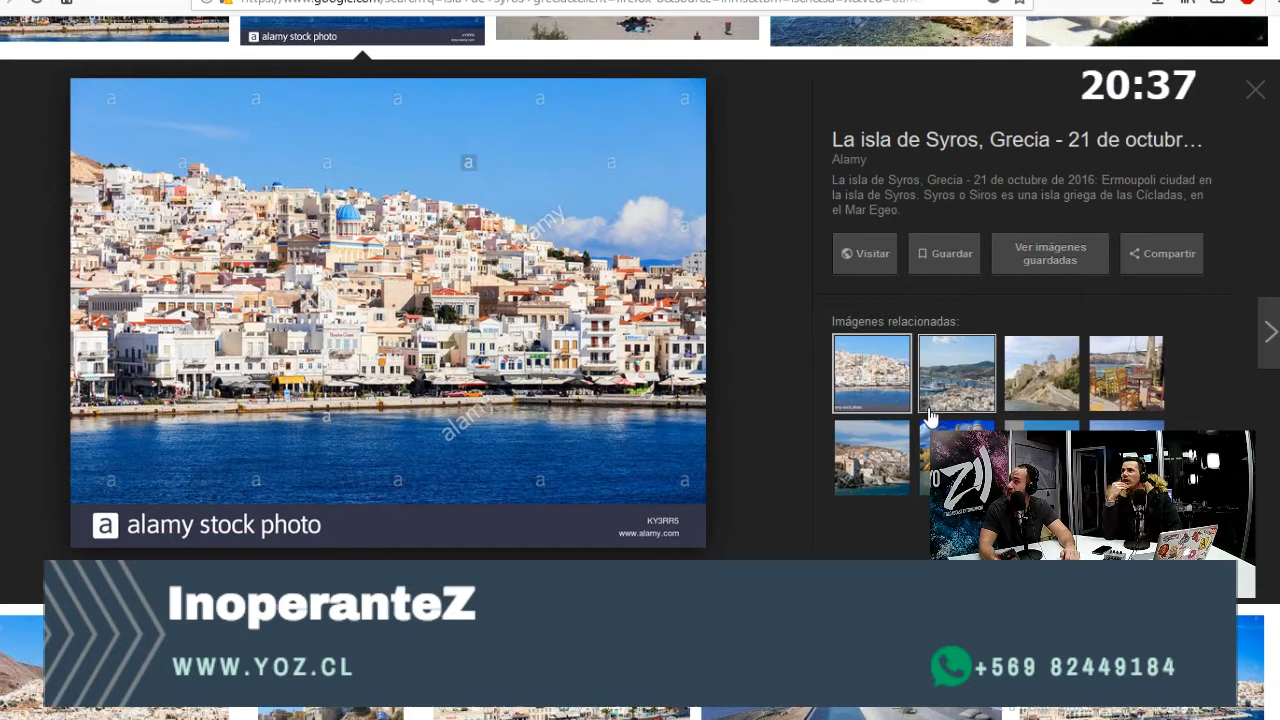 a alamy stock photo
20:37
La isla de Syros, Grecia - 21 de octubr...
Alamy
La isla de Syros, Grecia - 21 de octubre de 2016: Ermoupoli ciudad en
la isla de Syros. Syros o Siros es una isla griega de las Cícladas, en
el Mar Egeo.
Visitar
Guardar
Ver imágenes
guardadas
Compartir
Imágenes relacionadas:
a a a a a
a a a a
alamy
a
alamy
a a
a a a a a
a alamy stock photo
KY3RR5
www.alamy.com
YOZ
InoperanteZ
WWW.YOZ.CL
+569 82449184